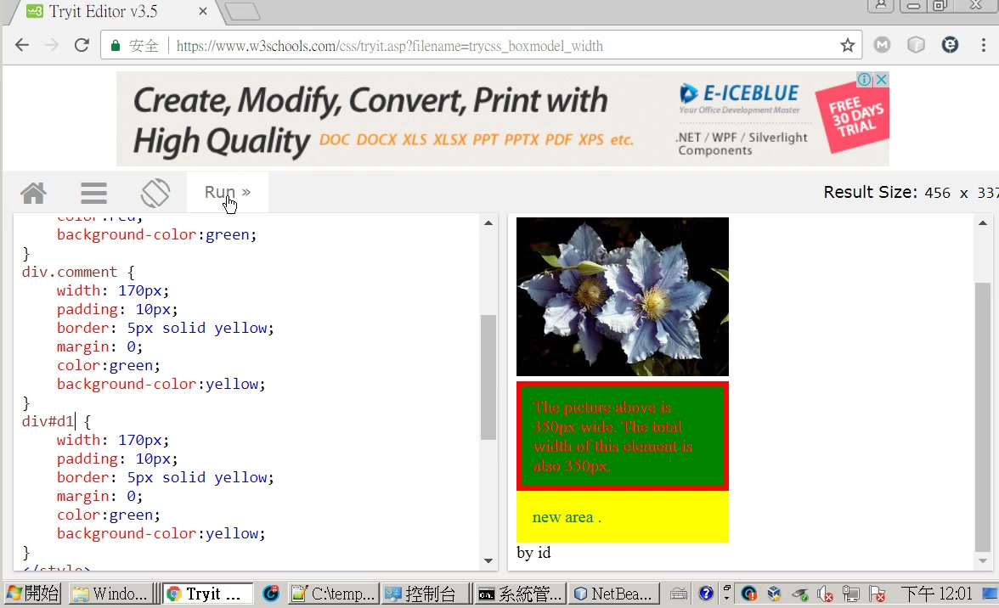 Tryit Editor v3.5
安全 https://www.w3schools.com/css/tryit.asp?filename=trycss_boxmodel_width
Create, Modify, Convert, Print with
High Quality DOC DOCX XLS XLSX PPT PPTX PDF XPS etc.
E-ICEBLUE
Your Office Development Master
.NET / WPF / Silverlight
Components
FREE
30 DAYS
TRIAL
Run »
Result Size: 456 x 337
color:red;
background-color:green;
}
div.comment {
width: 170px;
padding: 10px;
border: 5px solid yellow;
margin: 0;
color:green;
background-color:yellow;
}
div#d1 {
width: 170px;
padding: 10px;
border: 5px solid yellow;
margin: 0;
color:green;
background-color:yellow;
}
</style>
The picture above is
350px wide. The total
width of this element is
also 350px.
new area .
by id
開始 Windo... Tryit ... C:\temp... 控制台 系統管... NetBea... 下午 12:01